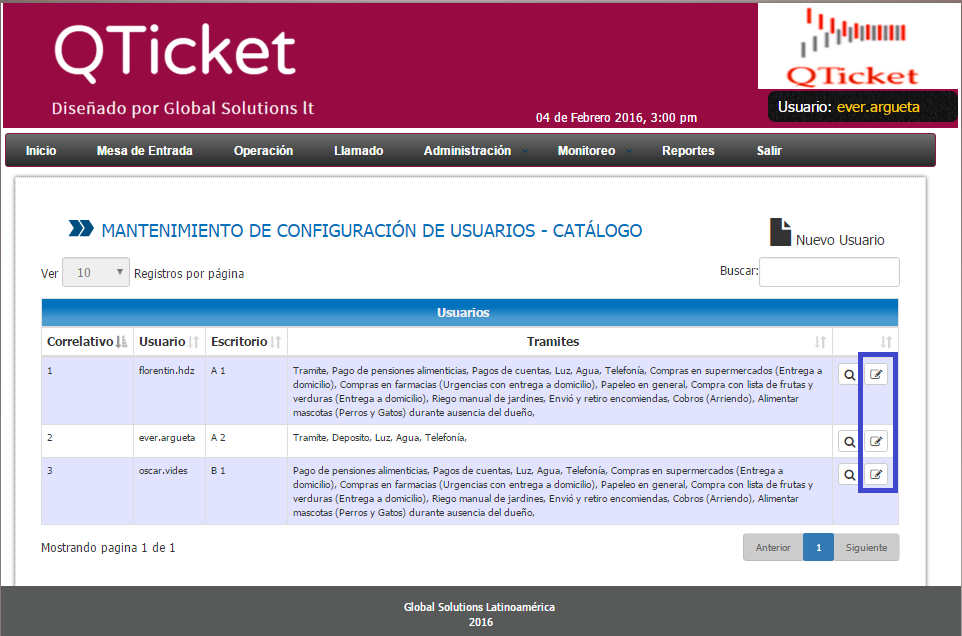 QTicket
Diseñado por Global Solutions lt
04 de Febrero 2016, 3:00 pm
QTicket
Usuario: ever.argueta
Inicio Mesa de Entrada Operación Llamado Administración Monitoreo Reportes Salir
MANTENIMIENTO DE CONFIGURACIÓN DE USUARIOS - CATÁLOGO
Nuevo Usuario
Ver 10 Registros por página
Buscar:
Usuarios
Correlativo Usuario Escritorio Tramites
1 florentin.hdz A 1 Tramite, Pago de pensiones alimenticias, Pagos de cuentas, Luz, Agua, Telefonía, Compras en supermercados (Entrega a
domicilio), Compras en farmacias (Urgencias con entrega a domicilio), Papeleo en general, Compra con lista de frutas y
verduras (Entrega a domicilio), Riego manual de jardines, Envió y retiro encomiendas, Cobros (Arriendo), Alimentar
mascotas (Perros y Gatos) durante ausencia del dueño,
2 ever.argueta A 2 Tramite, Deposito, Luz, Agua, Telefonía,
3 oscar.vides B 1 Pago de pensiones alimenticias, Pagos de cuentas, Luz, Agua, Telefonía, Compras en supermercados (Entrega a
domicilio), Compras en farmacias (Urgencias con entrega a domicilio), Papeleo en general, Compra con lista de frutas y
verduras (Entrega a domicilio), Riego manual de jardines, Envió y retiro encomiendas, Cobros (Arriendo), Alimentar
mascotas (Perros y Gatos) durante ausencia del dueño,
Mostrando pagina 1 de 1
Anterior 1 Siguiente
Global Solutions Latinoamérica
2016